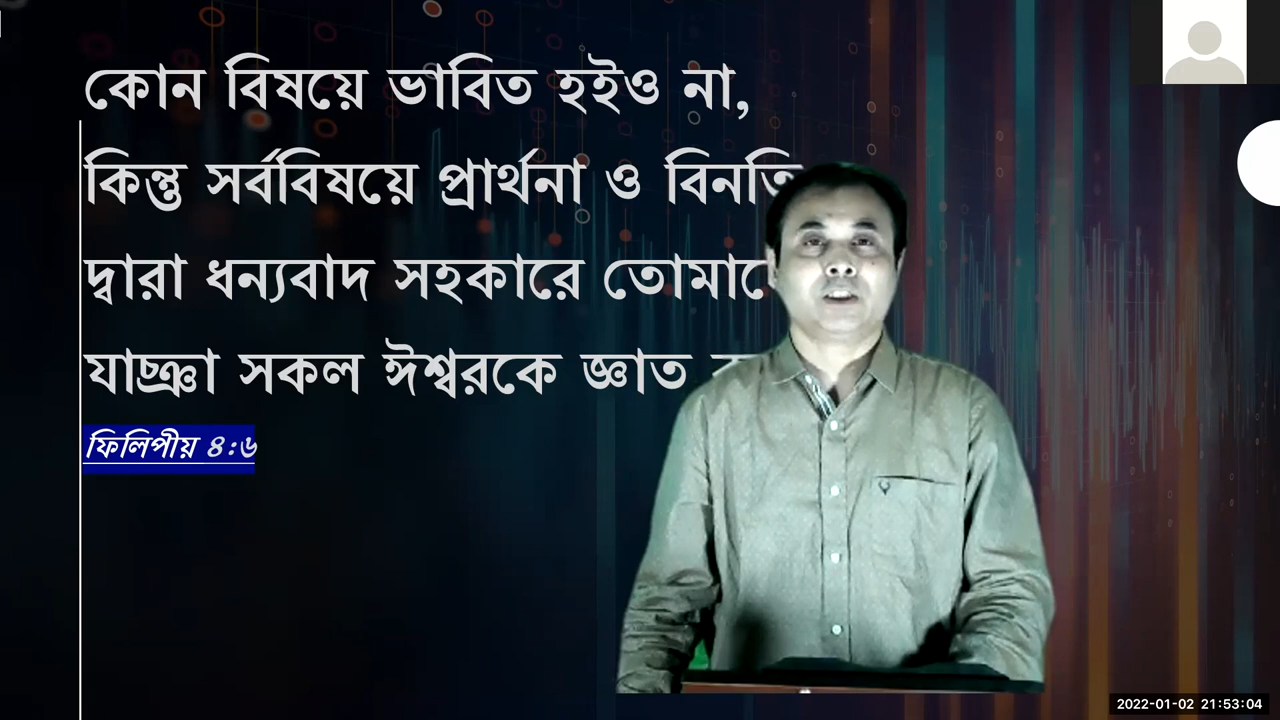 কোন বিষয়ে ভাবিত হইও না,
কিন্তু সর্ববিষয়ে প্রার্থনা ও বিনতি
দ্বারা ধন্যবাদ সহকারে
যাচ্ঞা সকল ঈশ্বরকে জ্ঞাত
ফিলিপীয় ৪:৬
2022-01-02 21:53:04